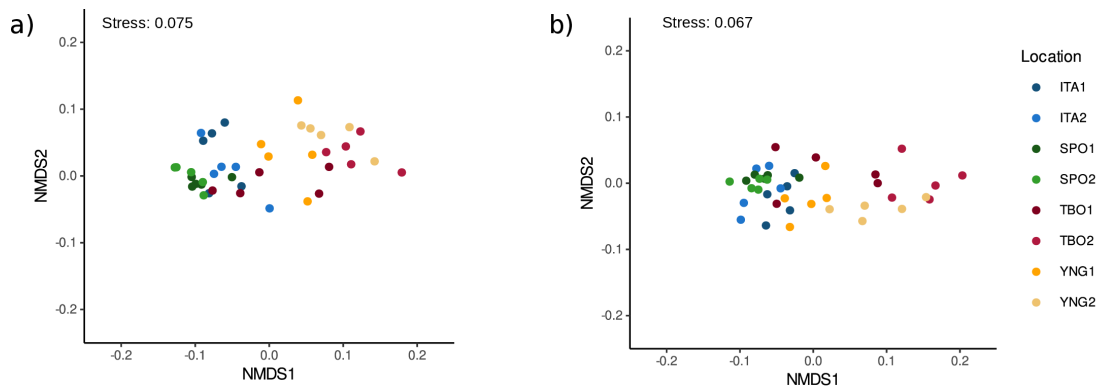 a)
Stress: 0.075
0.2
0.1
0.0
-0.1
-0.2
NMDS2
-0.2 -0.1 0.0 0.1 0.2
NMDS1
b)
Stress: 0.067
0.2
0.1
0.0
-0.1
-0.2
NMDS2
-0.2 -0.1 0.0 0.1 0.2
NMDS1
Location
ITA1
ITA2
SPO1
SPO2
TBO1
TBO2
YNG1
YNG2